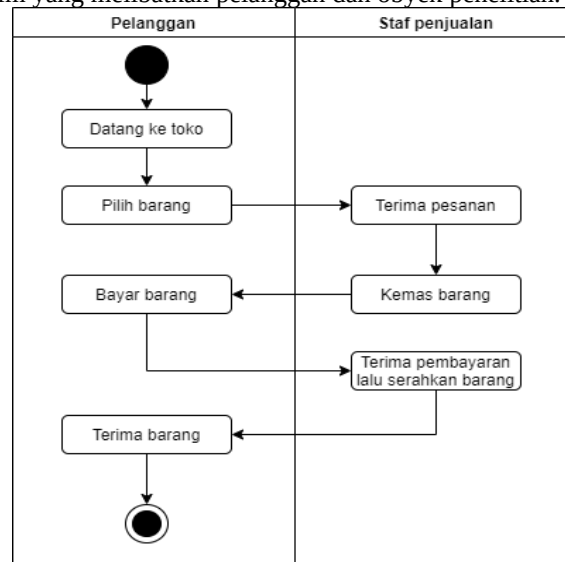 yang melibatkan pelanggan dan obyek penelitian.
Pelanggan
Staf penjualan
Datang ke toko
Pilih barang
Terima pesanan
Bayar barang
Kemas barang
Terima pembayaran
lalu serahkan barang
Terima barang